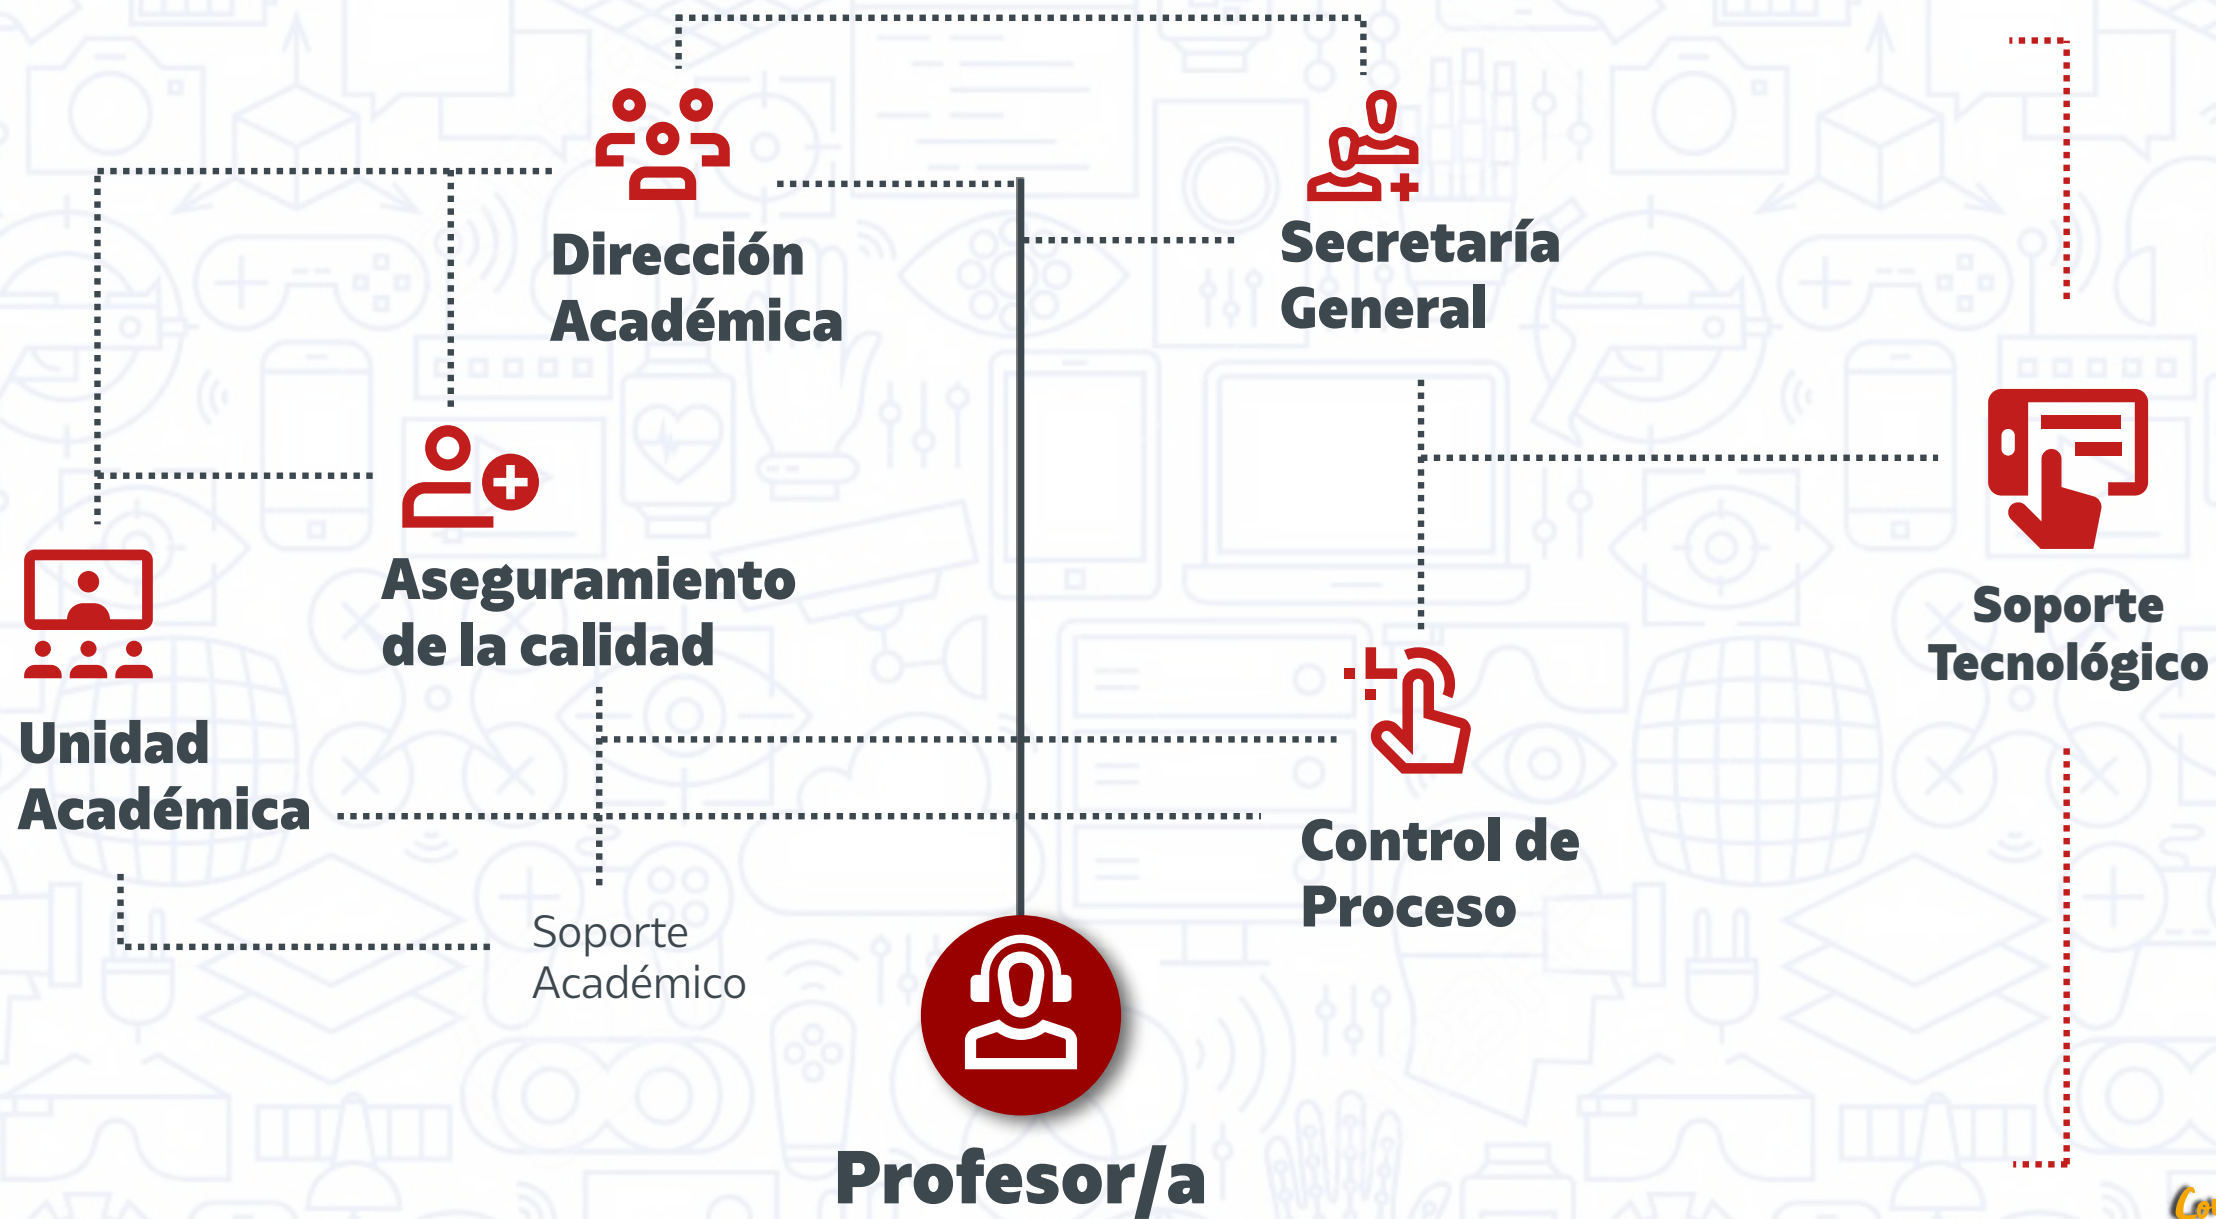 Dirección
Académica
Secretaría
General
Aseguramiento
de la calidad
Soporte
Tecnológico
Unidad
Académica
Control de
Proceso
Soporte
Académico
Profesor/a